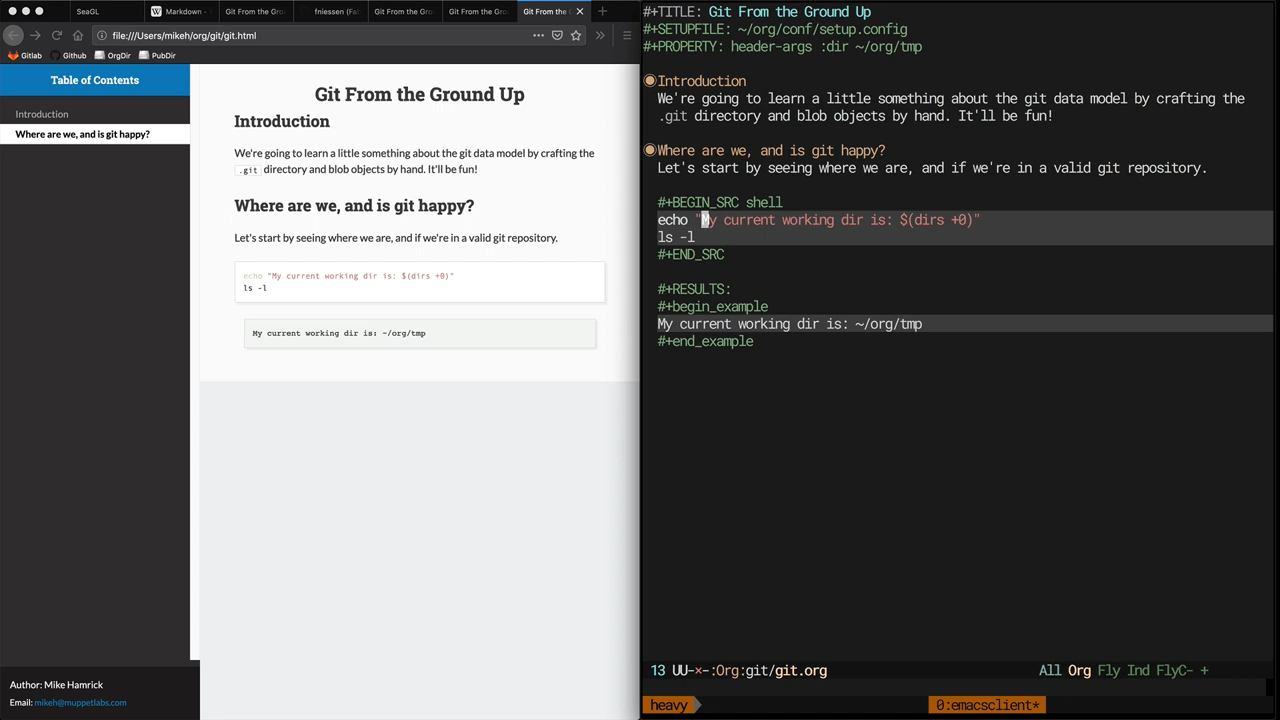 SeaGL
Markdown -
Git From the Grou
fniessen (Fab
Git From the Grou
Git From the Gro
Git From the G
file:///Users/mikeh/org/git/git.html
Gitlab
Github
OrgDir
PubDir
Table of Contents
Introduction
Where are we, and is git happy?
Author: Mike Hamrick
Email: mikeh@muppetlabs.com
Git From the Ground Up
Introduction
We're going to learn a little something about the git data model by crafting the
.git directory and blob objects by hand. It'll be fun!
Where are we, and is git happy?
Let's start by seeing where we are, and if we're in a valid git repository.
echo "My current working dir is: $(dirs +0)"
ls -l
My current working dir is: ~/org/tmp
#+TITLE: Git From the Ground Up
#+SETUPFILE: ~/org/conf/setup.config
#+PROPERTY: header-args :dir ~/org/tmp
Introduction
We're going to learn a little something about the git data model by crafting the
.git directory and blob objects by hand. It'll be fun!
Where are we, and is git happy?
Let's start by seeing where we are, and if we're in a valid git repository.
#+BEGIN_SRC shell
echo "My current working dir is: $(dirs +0)"
ls -l
#+END_SRC
#+RESULTS:
#+begin_example
My current working dir is: ~/org/tmp
#+end_example
13 UU-×-:Org:git/git.org
All Org Fly Ind FlyC- +
heavy
0:emacsclient*